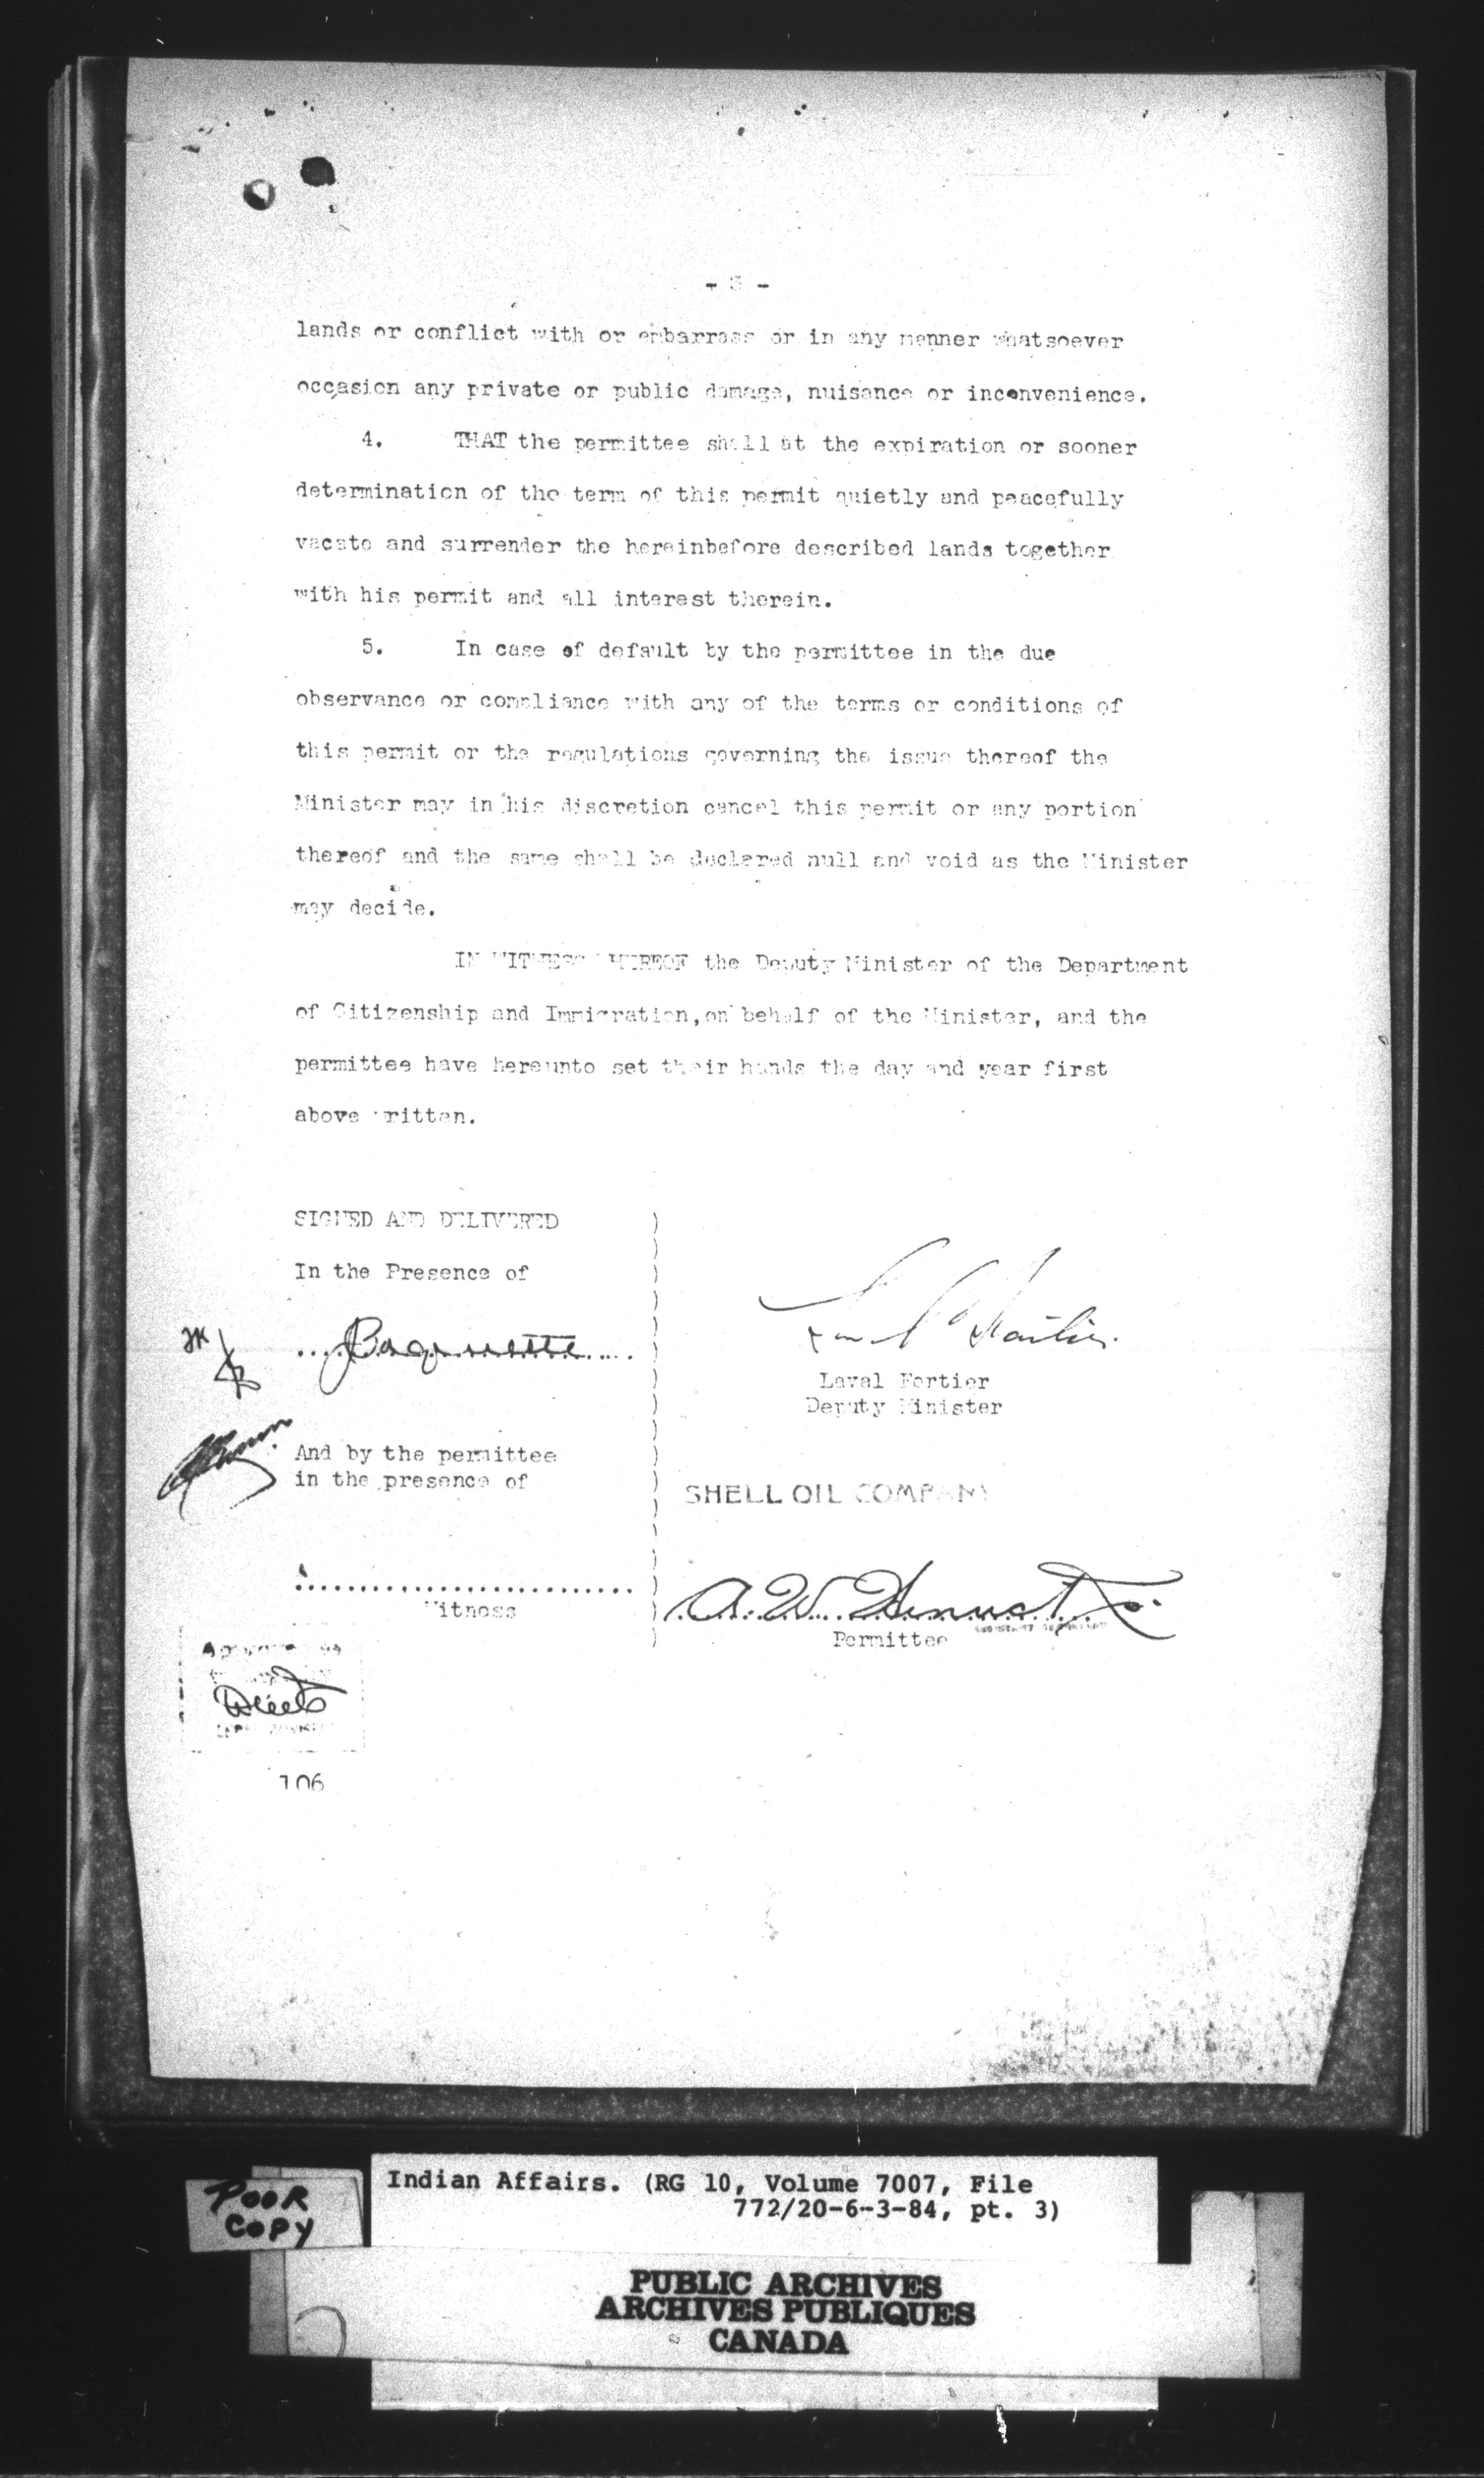 - 3 -
lands or conflict with or embarrass or in any manner whatsoever
occasion any private or public damage, nuisance or inconvenience.
4. THAT the permittee shall at the expiration or sooner
determination of the term of this permit quietly and peacefully
vacate and surrender the hereinbefore described lands together
with his permit and all interest therein.
5. In case of default by the permittee in the due
observance or compliance with any of the terms or conditions of
this permit or the regulations governing the issue thereof the
Minister may in his discretion cancel this permit or any portion
thereof and the same shall be declared null and void as the Minister
may decide.
IN WITNESS WHEREOF the Deputy Minister of the Department
of Citizenship and Immigration, on behalf of the Minister, and the
permittee have hereunto set their hands the day and year first
above written.
SIGNED AND DELIVERED
In the Presence of
Laval Fortier
Deputy Minister
And by the permittee
in the presence of
SHELL OIL COMPANY
Witness
A. W.
Permittee
106
POOR
COPY
Indian Affairs. (RG 10, Volume 7007, File
772/20-6-3-84, pt. 3)
PUBLIC ARCHIVES
ARCHIVES PUBLIQUES
CANADA